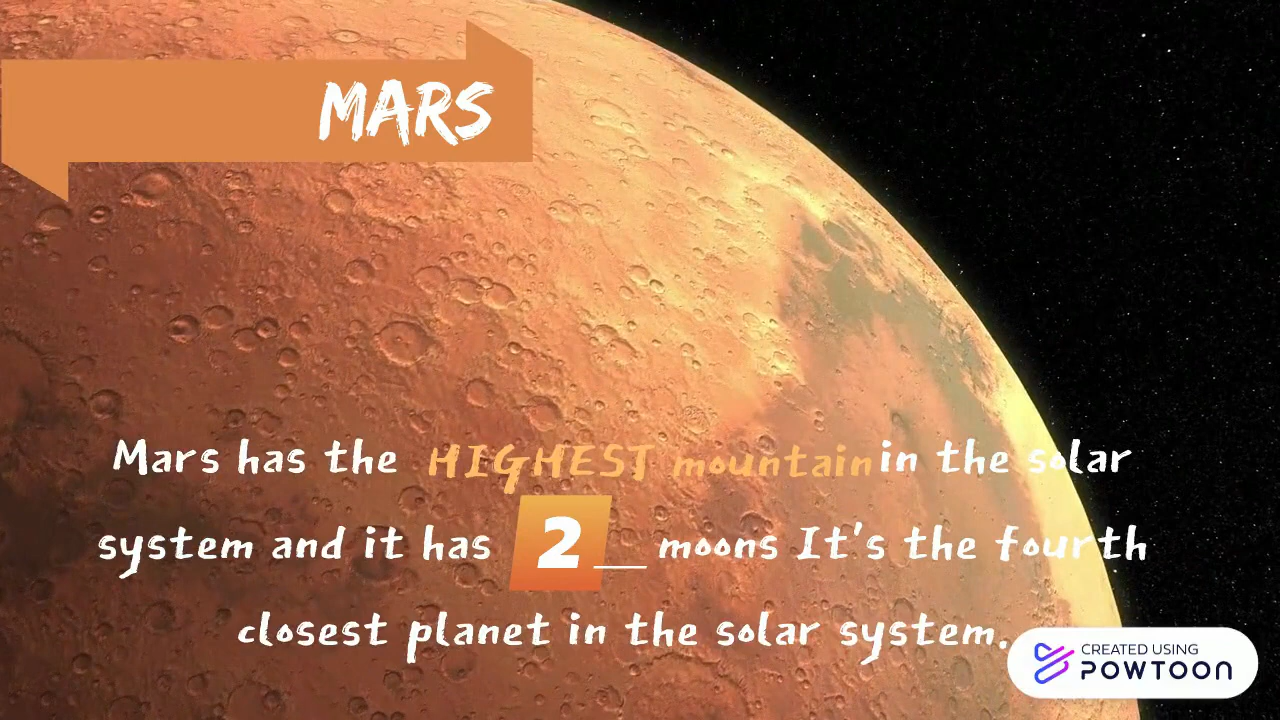 MARS
Mars has the HIGHEST mountain in the solar
system and it has 2__ moons It's the fourth
closest planet in the solar system.
CREATED USING
POWTOON